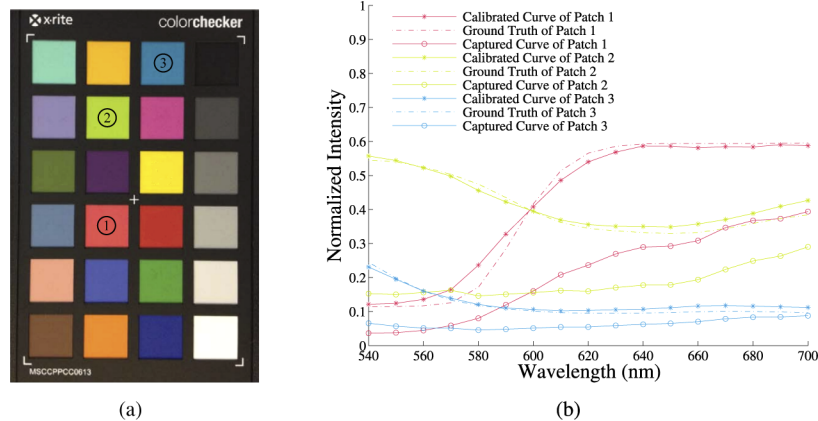 x-rite colorchecker
③
②
①
MSCCPPCC0613
(a)
Calibrated Curve of Patch 1
Ground Truth of Patch 1
Captured Curve of Patch 1
Calibrated Curve of Patch 2
Ground Truth of Patch 2
Captured Curve of Patch 2
Calibrated Curve of Patch 3
Ground Truth of Patch 3
Captured Curve of Patch 3
Normalized Intensity
1
0.9
0.8
0.7
0.6
0.5
0.4
0.3
0.2
0.1
0
540 560 580 600 620 640 660 680 700
Wavelength (nm)
(b)